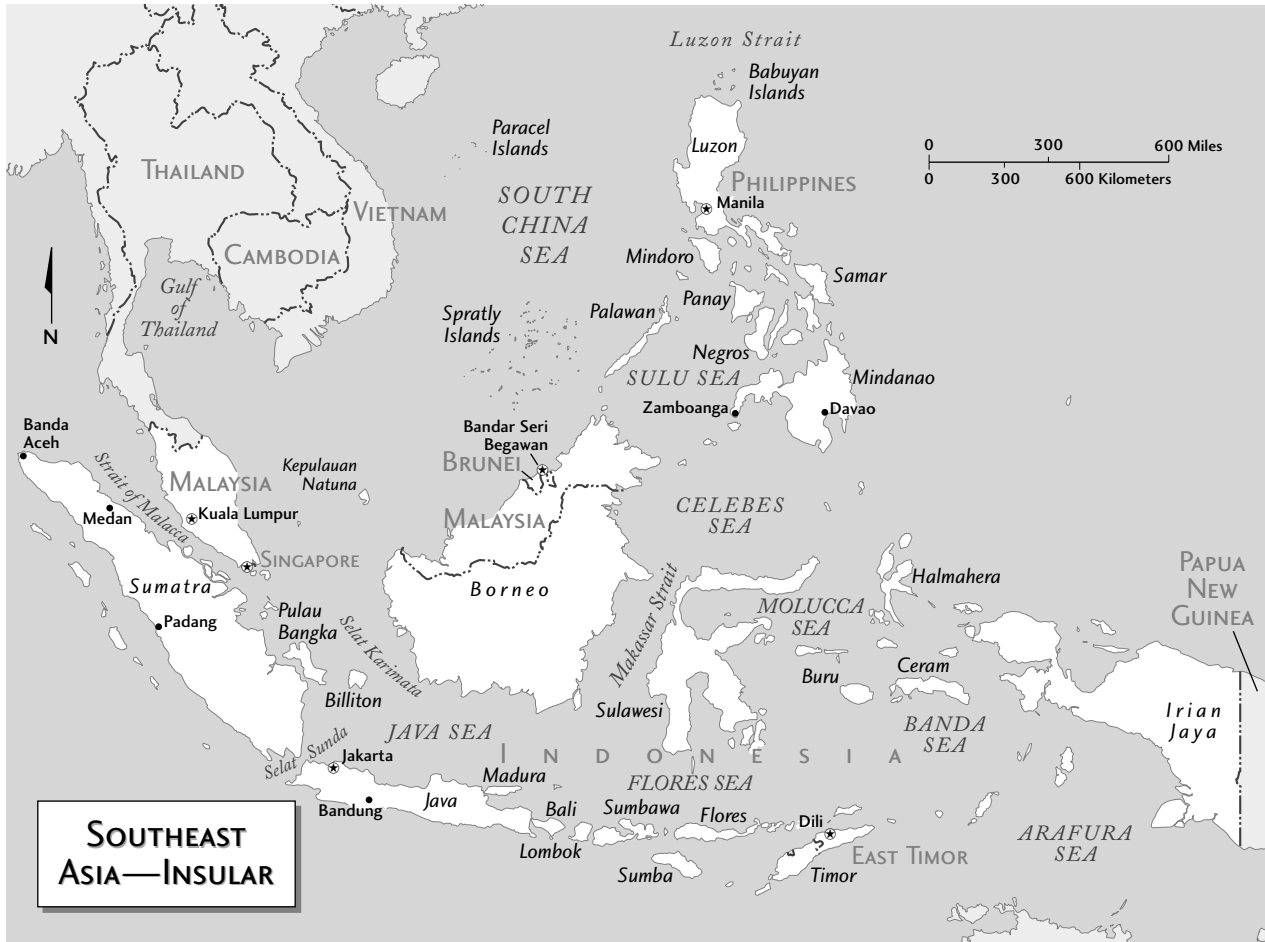 Luzon Strait
Babuyan
Islands
Paracel
Islands
Luzon
0 300 600 Miles
0 300 600 Kilometers
THAILAND
SOUTH
CHINA
SEA
PHILIPPINES
Manila
VIETNAM
CAMBODIA
Mindoro
Samar
Gulf
of
Thailand
N
Spratly
Islands
Palawan
Panay
Negros
SULU SEA
Mindanao
Zamboanga
Davao
Banda
Aceh
Bandar Seri
Begawan
BRUNEI
Strait of Malacca
MALAYSIA
Kepulauan
Natuna
Medan
Kuala Lumpur
MALAYSIA
CELEBES
SEA
SINGAPORE
Sumatra
Borneo
Makassar Strait
Halmahera
PAPUA
NEW
GUINEA
Padang
Pulau
Bangka
Selat Karimata
MOLUCCA
SEA
Billiton
Buru
Ceram
Sulawesi
Irian
Jaya
Selat Sunda
JAVA SEA
BANDA
SEA
INDONESIA
Jakarta
Madura
FLORES SEA
Bandung
Java
Bali
Sumbawa
Flores
Dili
Lombok
Sumba
Timor
EAST TIMOR
ARAFURA
SEA
SOUTHEAST
ASIA—INSULAR